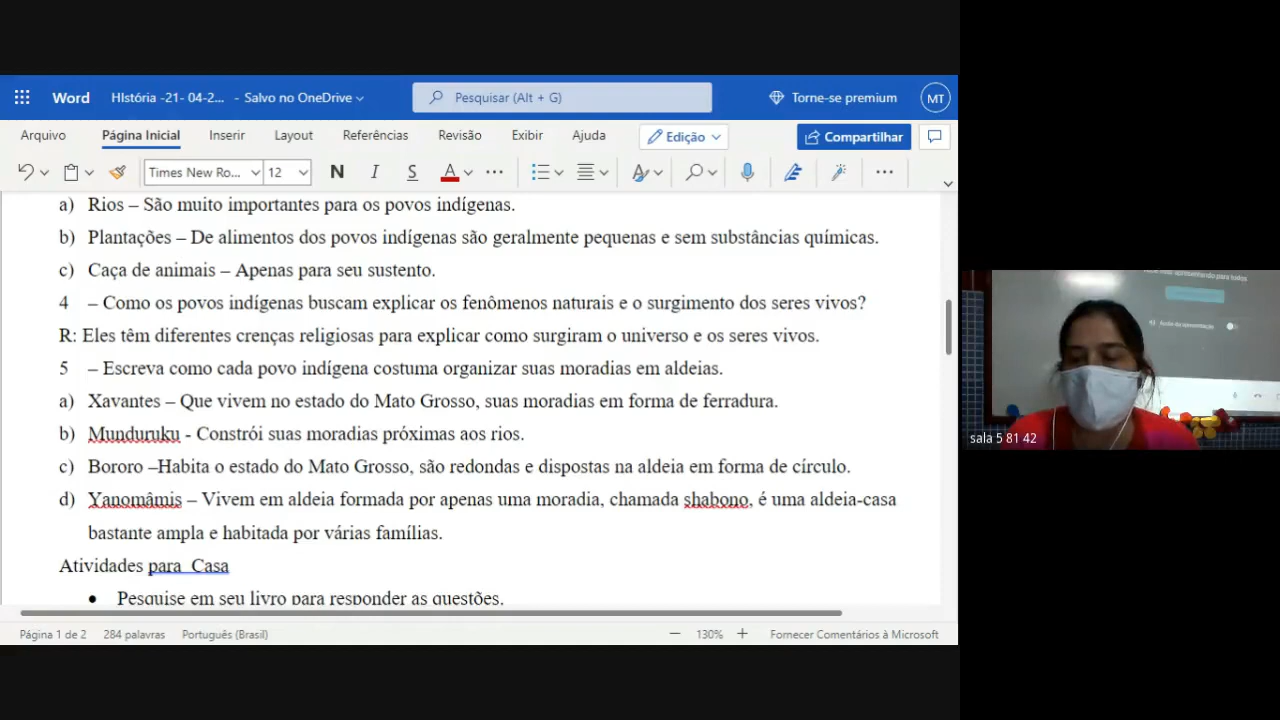 Word
HIstória -21- 04-2... - Salvo no OneDrive
Pesquisar (Alt + G)
Torne-se premium
MT
Arquivo Página Inicial Inserir Layout Referências Revisão Exibir Ajuda Edição Compartilhar
Times New Ro... 12 N I S A
a) Rios – São muito importantes para os povos indígenas.
b) Plantações – De alimentos dos povos indígenas são geralmente pequenas e sem substâncias químicas.
c) Caça de animais – Apenas para seu sustento.
4 – Como os povos indígenas buscam explicar os fenômenos naturais e o surgimento dos seres vivos?
R: Eles têm diferentes crenças religiosas para explicar como surgiram o universo e os seres vivos.
5 – Escreva como cada povo indígena costuma organizar suas moradias em aldeias.
a) Xavantes – Que vivem no estado do Mato Grosso, suas moradias em forma de ferradura.
b) Munduruku - Constrói suas moradias próximas aos rios.
c) Bororo –Habita o estado do Mato Grosso, são redondas e dispostas na aldeia em forma de círculo.
d) Yanomâmis – Vivem em aldeia formada por apenas uma moradia, chamada shabono, é uma aldeia-casa
bastante ampla e habitada por várias famílias.
Atividades para Casa
• Pesquise em seu livro para responder as questões.
Página 1 de 2 284 palavras Português (Brasil) 130% Fornecer Comentários à Microsoft
apresentando para todos
Áudio da apresentação
sala 5 81 42